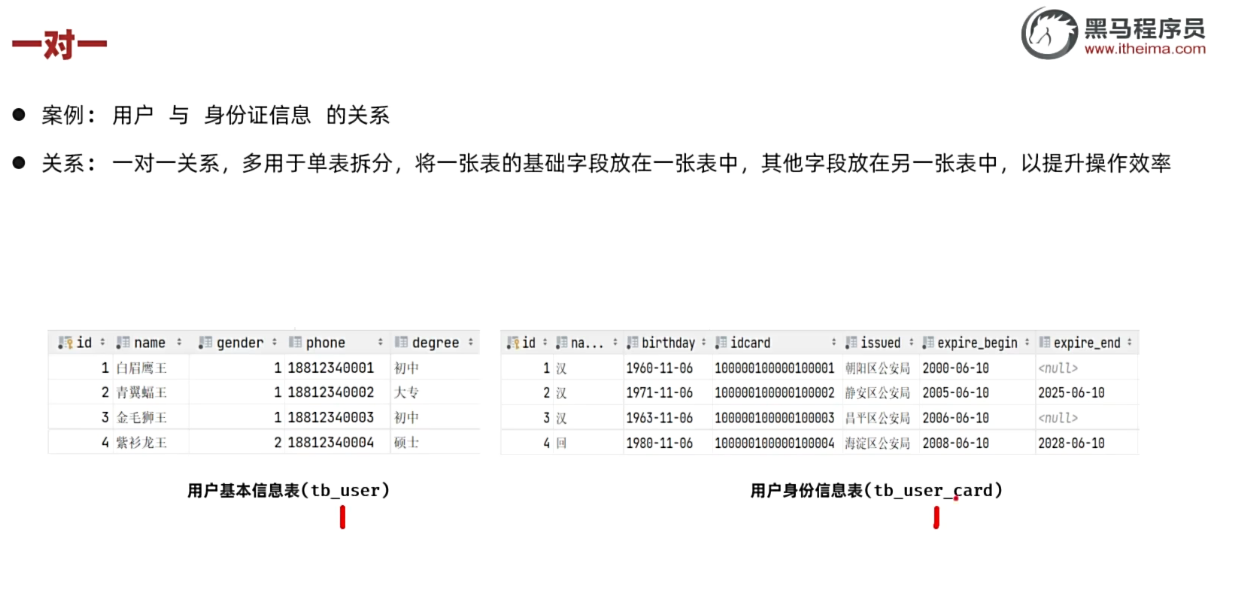 一对一
黑马程序员
www.itheima.com
● 案例： 用户 与 身份证信息 的关系
● 关系： 一对一关系，多用于单表拆分，将一张表的基础字段放在一张表中，其他字段放在另一张表中，以提升操作效率
id name gender phone degree
1 白眉鹰王 1 18812340001 初中
2 青翼蝠王 1 18812340002 大专
3 金毛狮王 1 18812340003 初中
4 紫衫龙王 2 18812340004 硕士
用户基本信息表(tb_user)
id na... birthday idcard issued expire_begin expire_end
1 汉 1960-11-06 100000100000100001 朝阳区公安局 2000-06-10 <null>
2 汉 1971-11-06 100000100000100002 静安区公安局 2005-06-10 2025-06-10
3 汉 1963-11-06 100000100000100003 昌平区公安局 2006-06-10 <null>
4 回 1980-11-06 100000100000100004 海淀区公安局 2008-06-10 2028-06-10
用户身份信息表(tb_user_card)